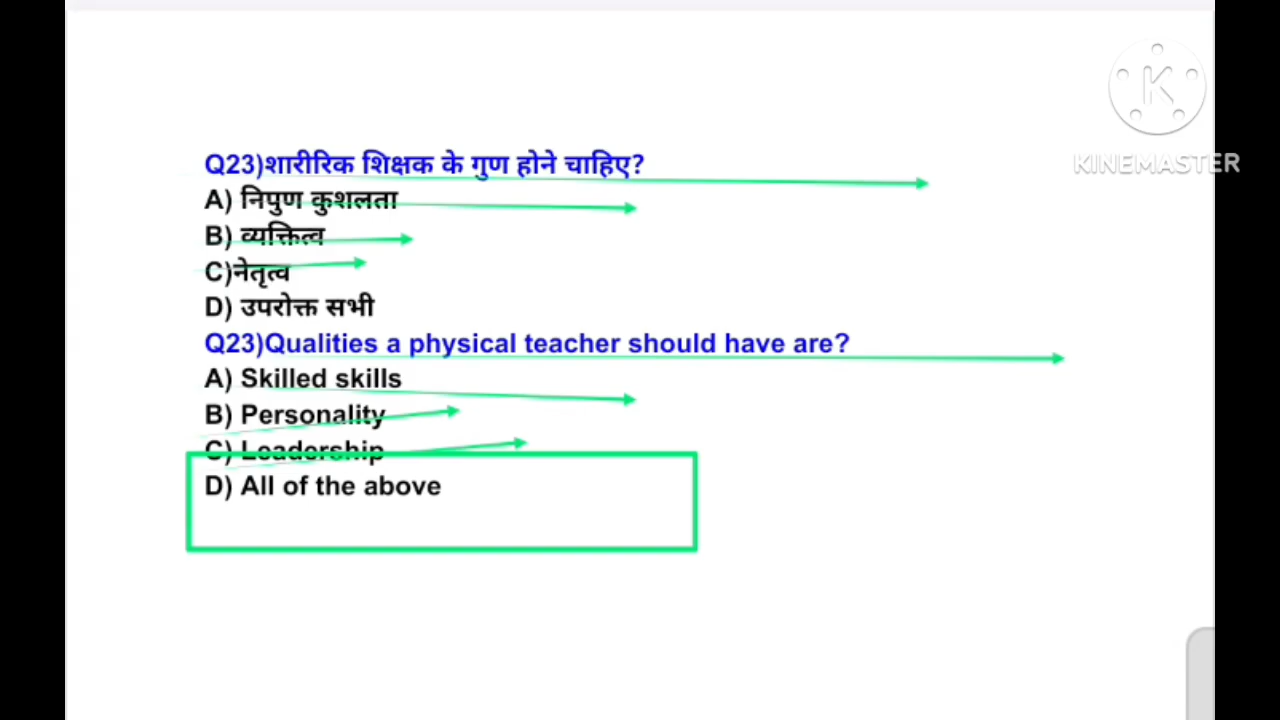 KINEMASTER
Q23)शारीरिक शिक्षक के गुण होने चाहिए?
A) निपुण कुशलता
B) व्यक्तित्व
C)नेतृत्व
D) उपरोक्त सभी
Q23)Qualities a physical teacher should have are?
A) Skilled skills
B) Personality
C) Leadership
D) All of the above